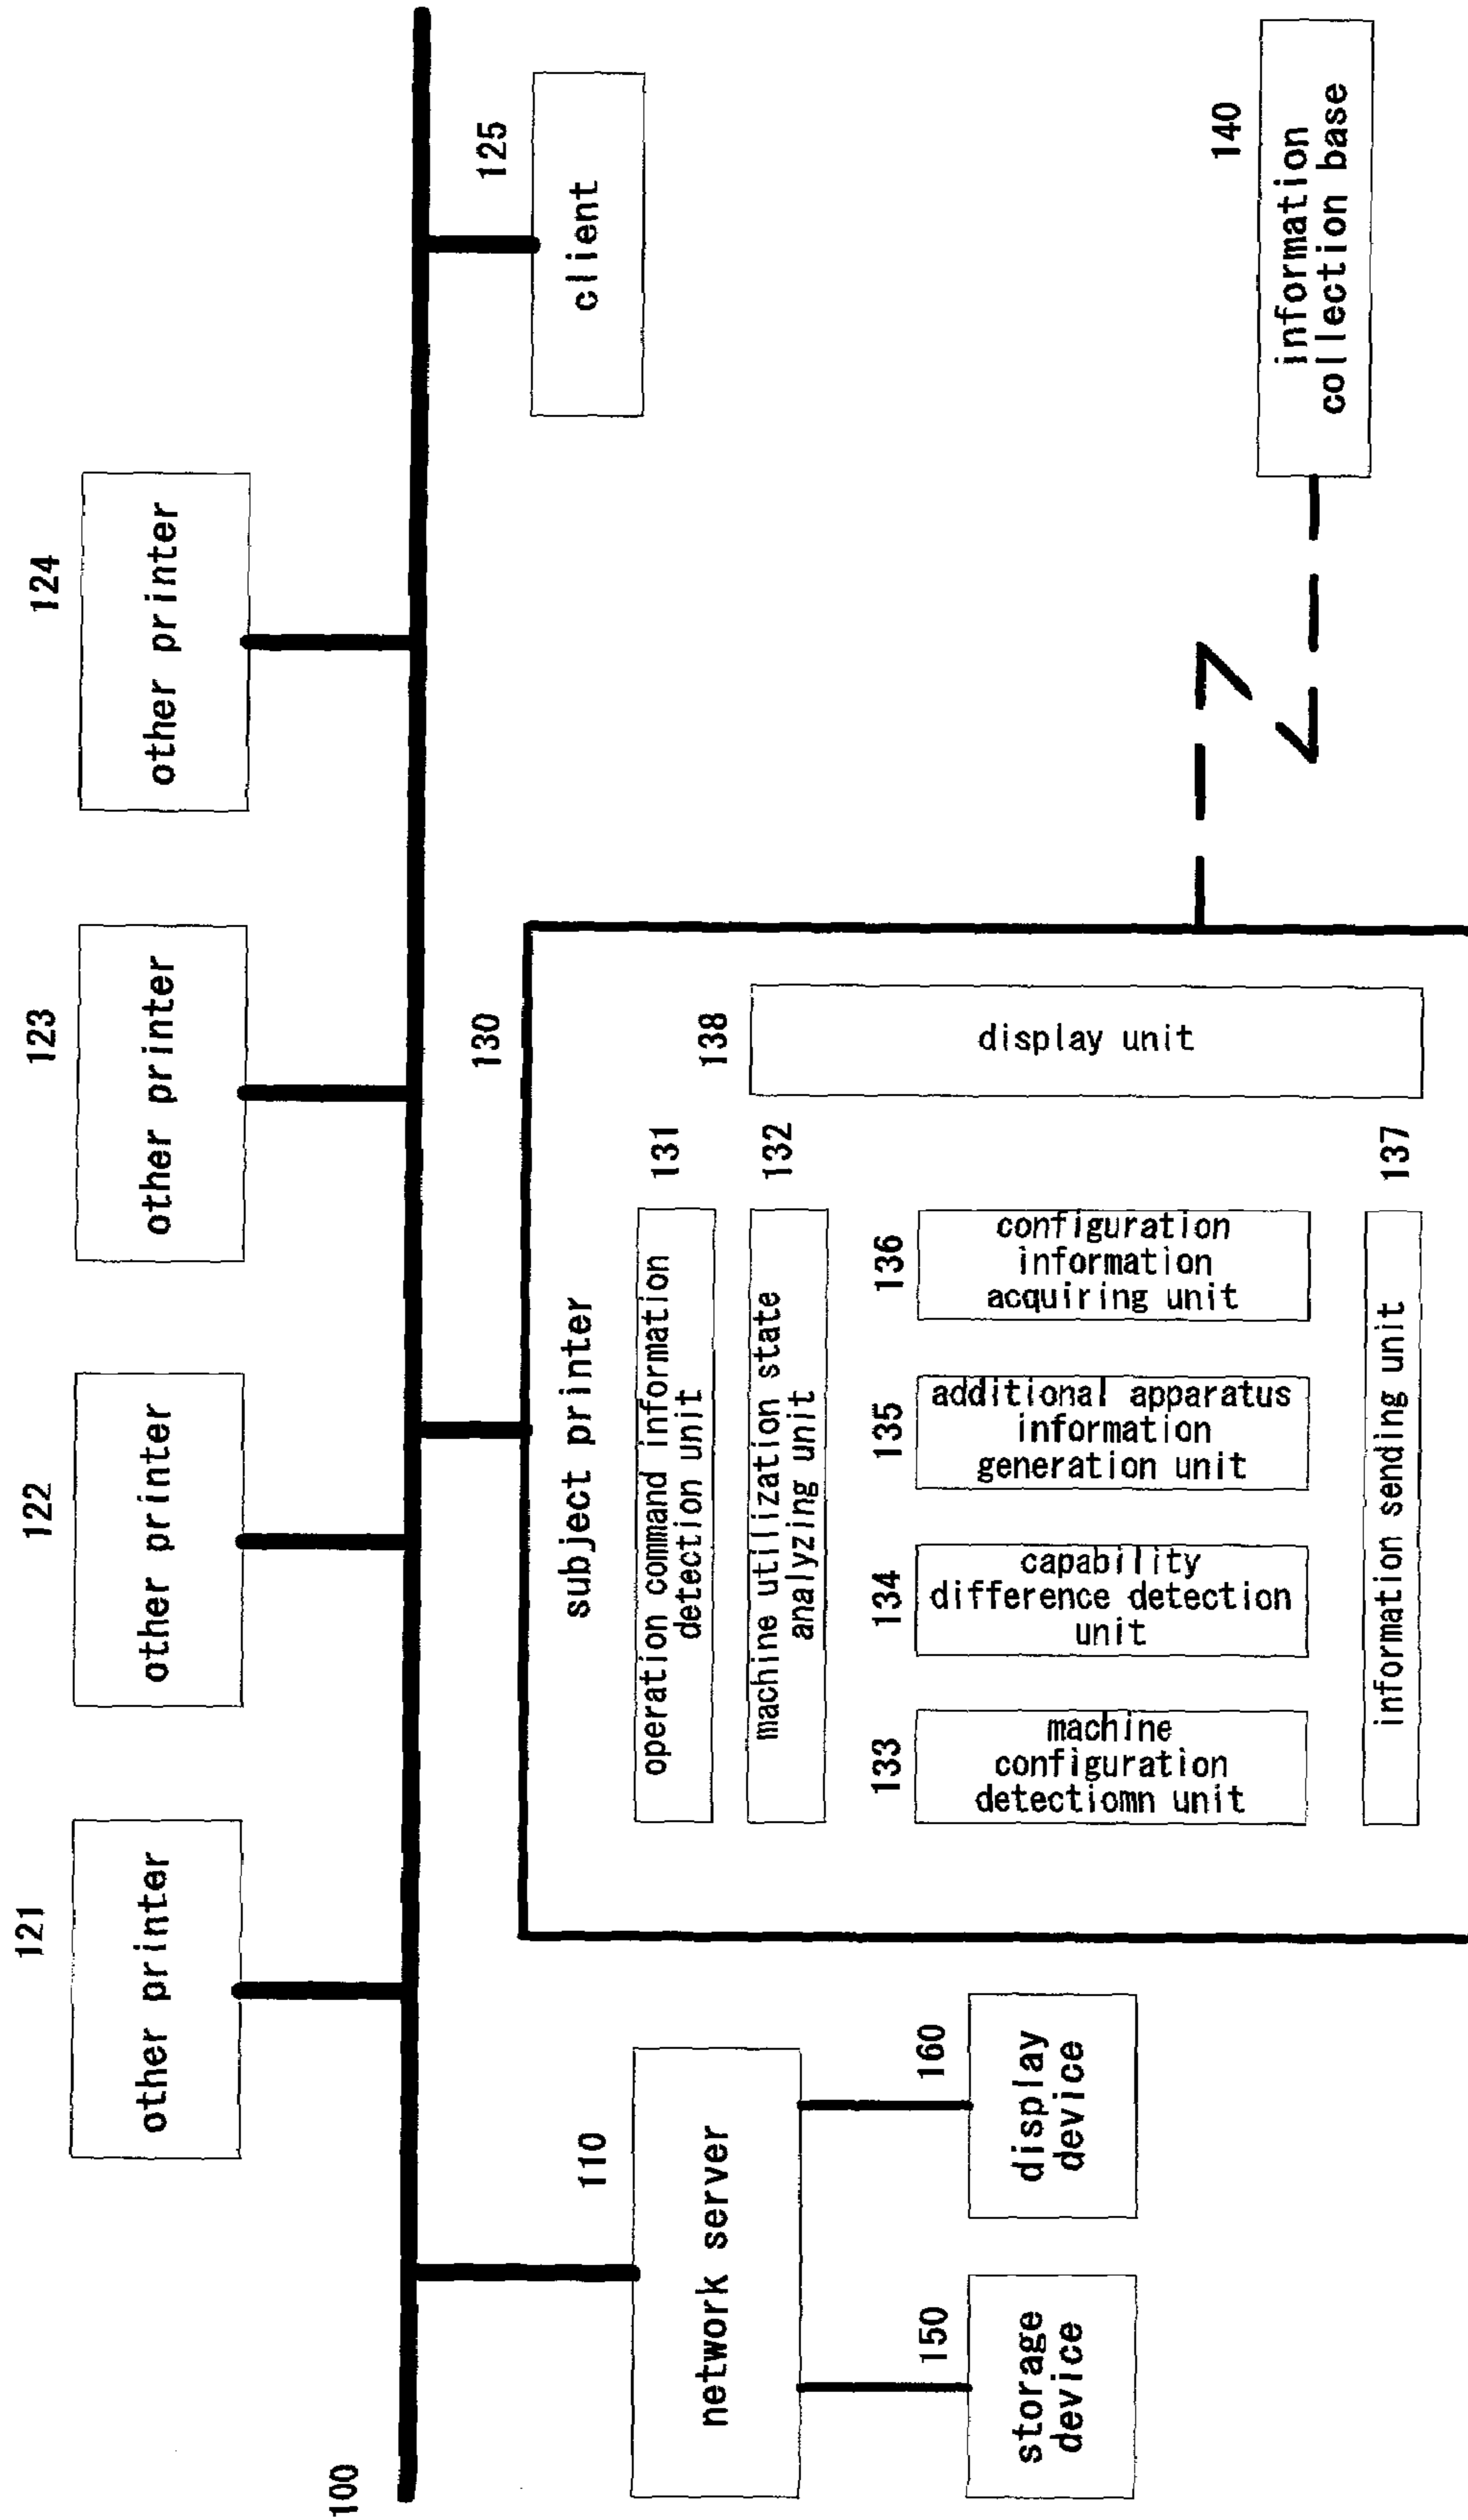 121
other printer
122
other printer
123
other printer
124
other printer
100
110
network server
150
storage
device
160
display
device
130
subject printer
operation command information
detection unit
131
machine utilization state
analyzing unit
132
133
machine
configuration
detectiomn unit
134
capability
difference detection
unit
135
additional apparatus
information
generation unit
136
configuration
information
acquiring unit
information sending unit
137
138
display unit
125
client
140
information
collection base